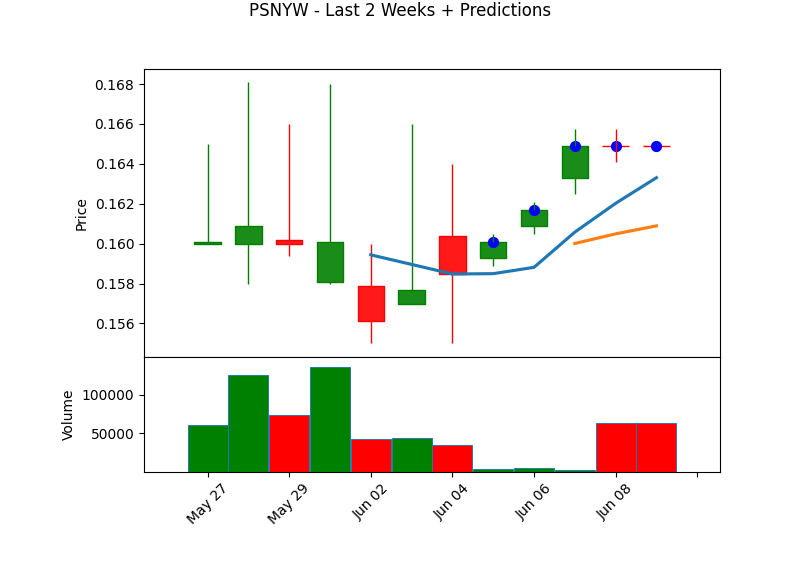 PSNYW - Last 2 Weeks + Predictions
0.168
0.166
0.164
0.162
0.160
0.158
0.156
Price
100000
50000
Volume
May 27
May 29
Jun 02
Jun 04
Jun 06
Jun 08